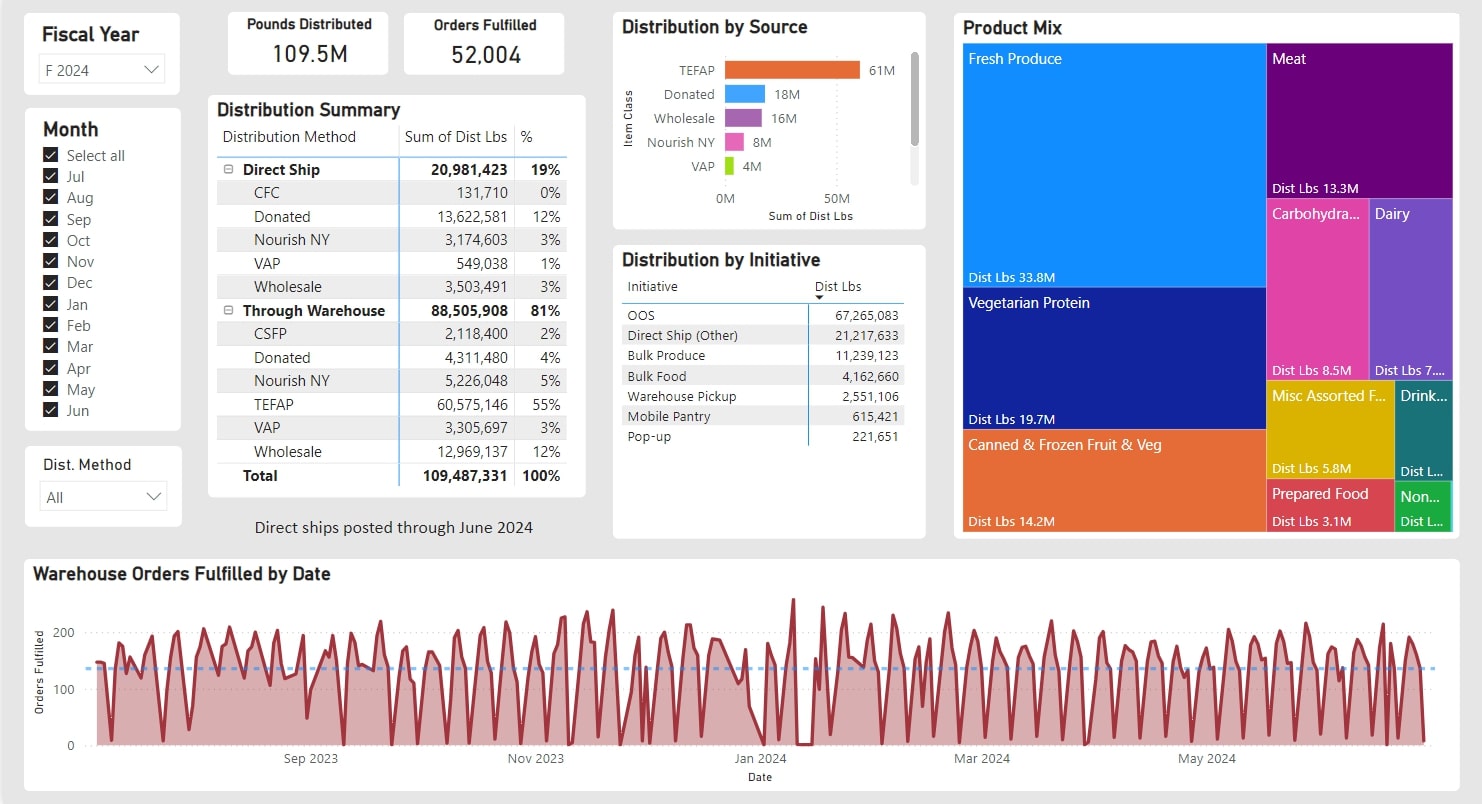 Fiscal Year
F 2024
Month
Select all
Jul
Aug
Sep
Oct
Nov
Dec
Jan
Feb
Mar
Apr
May
Jun
Dist. Method
All
Pounds Distributed
109.5M
Orders Fulfilled
52,004
Distribution Summary
Distribution Method Sum of Dist Lbs %
Direct Ship 20,981,423 19%
CFC 131,710 0%
Donated 13,622,581 12%
Nourish NY 3,174,603 3%
VAP 549,038 1%
Wholesale 3,503,491 3%
Through Warehouse 88,505,908 81%
CSFP 2,118,400 2%
Donated 4,311,480 4%
Nourish NY 5,226,048 5%
TEFAP 60,575,146 55%
VAP 3,305,697 3%
Wholesale 12,969,137 12%
Total 109,487,331 100%
Direct ships posted through June 2024
Distribution by Source
Item Class
TEFAP 61M
Donated 18M
Wholesale 16M
Nourish NY 8M
VAP 4M
0M 50M
Sum of Dist Lbs
Distribution by Initiative
Initiative Dist Lbs
OOS 67,265,083
Direct Ship (Other) 21,217,633
Bulk Produce 11,239,123
Bulk Food 4,162,660
Warehouse Pickup 2,551,106
Mobile Pantry 615,421
Pop-up 221,651
Product Mix
Fresh Produce
Dist Lbs 33.8M
Vegetarian Protein
Dist Lbs 19.7M
Canned & Frozen Fruit & Veg
Dist Lbs 14.2M
Meat
Dist Lbs 13.3M
Carbohydra...
Dist Lbs 8.5M
Dairy
Dist Lbs 7....
Misc Assorted F...
Dist Lbs 5.8M
Drink...
Dist L...
Prepared Food
Dist Lbs 3.1M
Non...
Dist L...
Warehouse Orders Fulfilled by Date
Orders Fulfilled
200
100
0
Sep 2023 Nov 2023 Jan 2024 Mar 2024 May 2024
Date